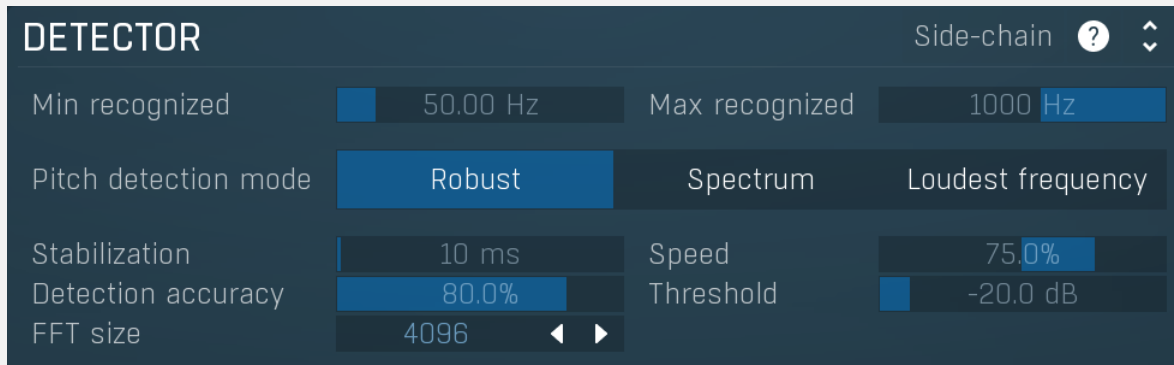 DETECTOR Side-chain ?
Min recognized 50.00 Hz Max recognized 1000 Hz
Pitch detection mode Robust Spectrum Loudest frequency
Stabilization 10 ms Speed 75.0%
Detection accuracy 80.0% Threshold -20.0 dB
FFT size 4096